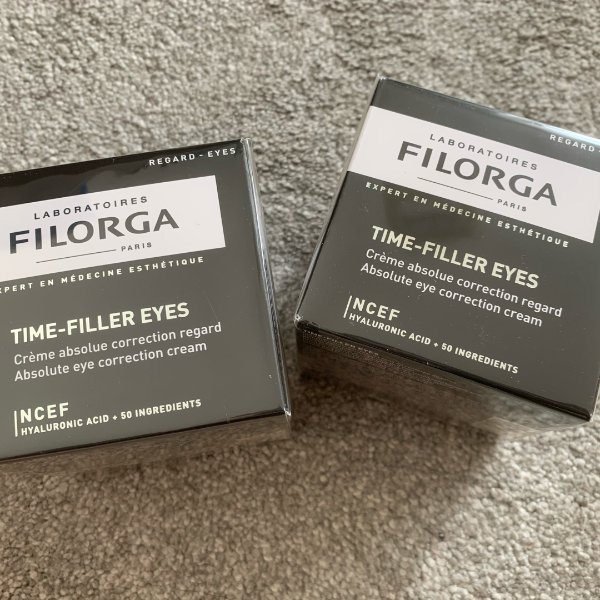 REGARD - EYES
LABORATOIRES
FILORGA
PARIS
EXPERT EN MÉDECINE ESTHÉTIQUE
TIME-FILLER EYES
Crème absolue correction regard
Absolute eye correction cream
NCEF
HYALURONIC ACID + 50 INGREDIENTS
REGARD -
LABORATOIRES
FILORGA
PARIS
EXPERT EN MÉDECINE ESTHÉTIQUE
TIME-FILLER EYES
Crème absolue correction regard
Absolute eye correction cream
NCEF
HYALURONIC ACID + 50 INGREDIENTS